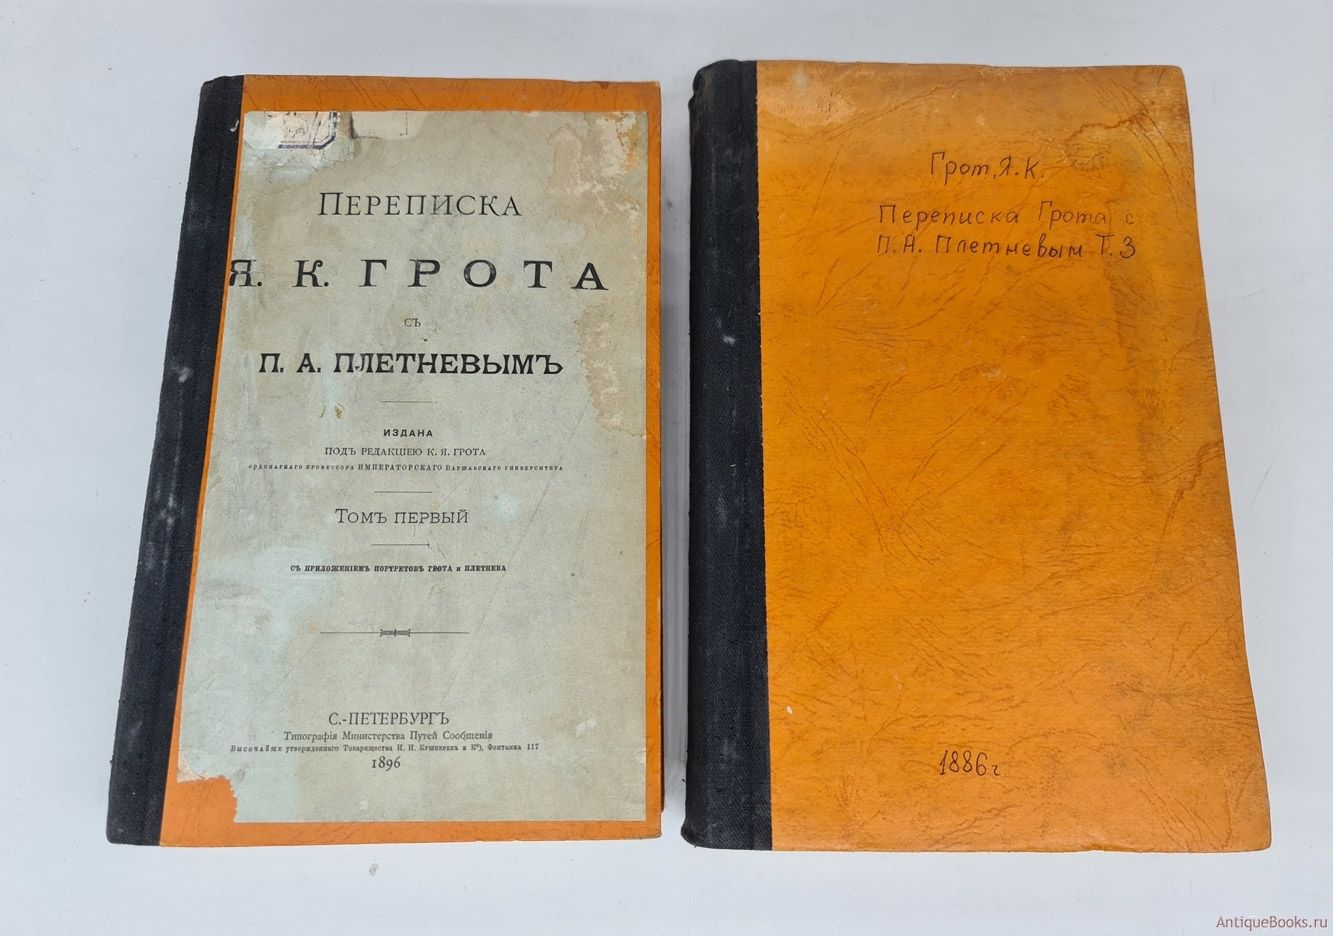 Переписка
Я. К. ГРОТА
съ
П. А. ПЛЕТНЕВЫМЪ
ИЗДАНА
ПОДЪ РЕДАКЦІЕЮ К. Я. ГРОТА
ОРДИНАРНАГО ПРОФЕССОРА ИМПЕРАТОРСКАГО ВАРШАВСКАГО УНИВЕРСИТЕТА
Томъ первый
СЪ ПРИЛОЖЕНІЕМЪ ПОРТРЕТОВЪ ГРОТА и ПЛЕТНЕВА
С.-ПЕТЕРБУРГЪ
Типографія Министерства Путей Сообщенія
(Высочайше утвержденнаго Товарищества И. Н. Кушнеревъ и К°), Фонтанка 117
1896
Грот, Я. К.
Переписка Грота с
П. А. Плетневым Т. 3
1886 г
AntiqueBooks.ru